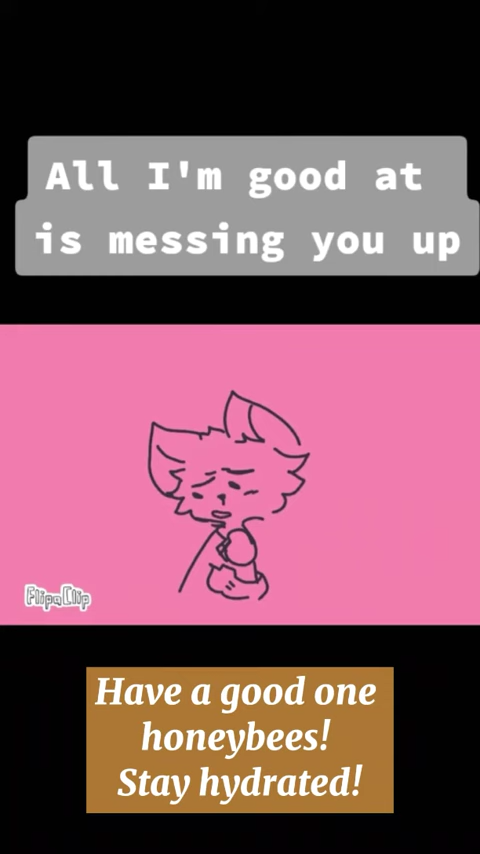 All I'm good at
is messing you up
FlipaClip
Have a good one
honeybees!
Stay hydrated!